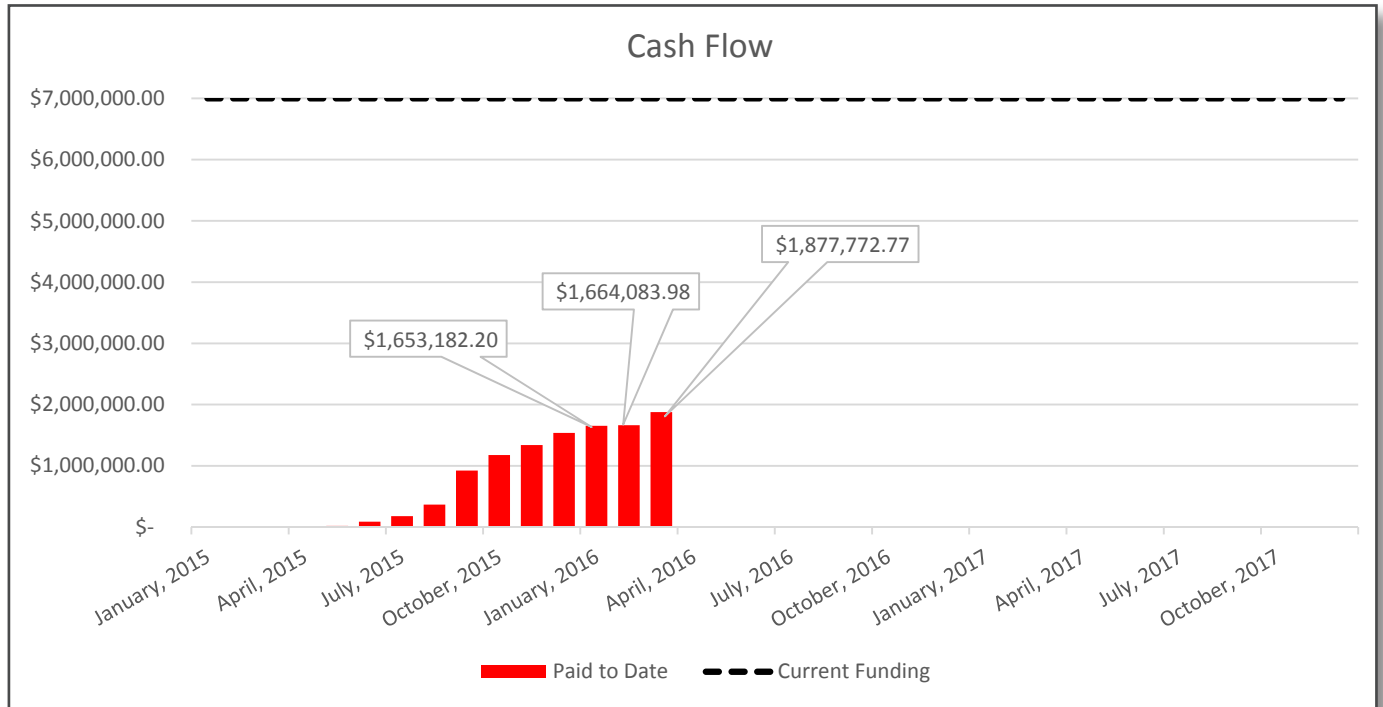 Cash Flow
$7,000,000.00
$6,000,000.00
$5,000,000.00
$4,000,000.00
$3,000,000.00
$2,000,000.00
$1,000,000.00
$-
$1,653,182.20
$1,664,083.98
$1,877,772.77
January, 2015
April, 2015
July, 2015
October, 2015
January, 2016
April, 2016
July, 2016
October, 2016
January, 2017
April, 2017
July, 2017
October, 2017
Paid to Date
Current Funding